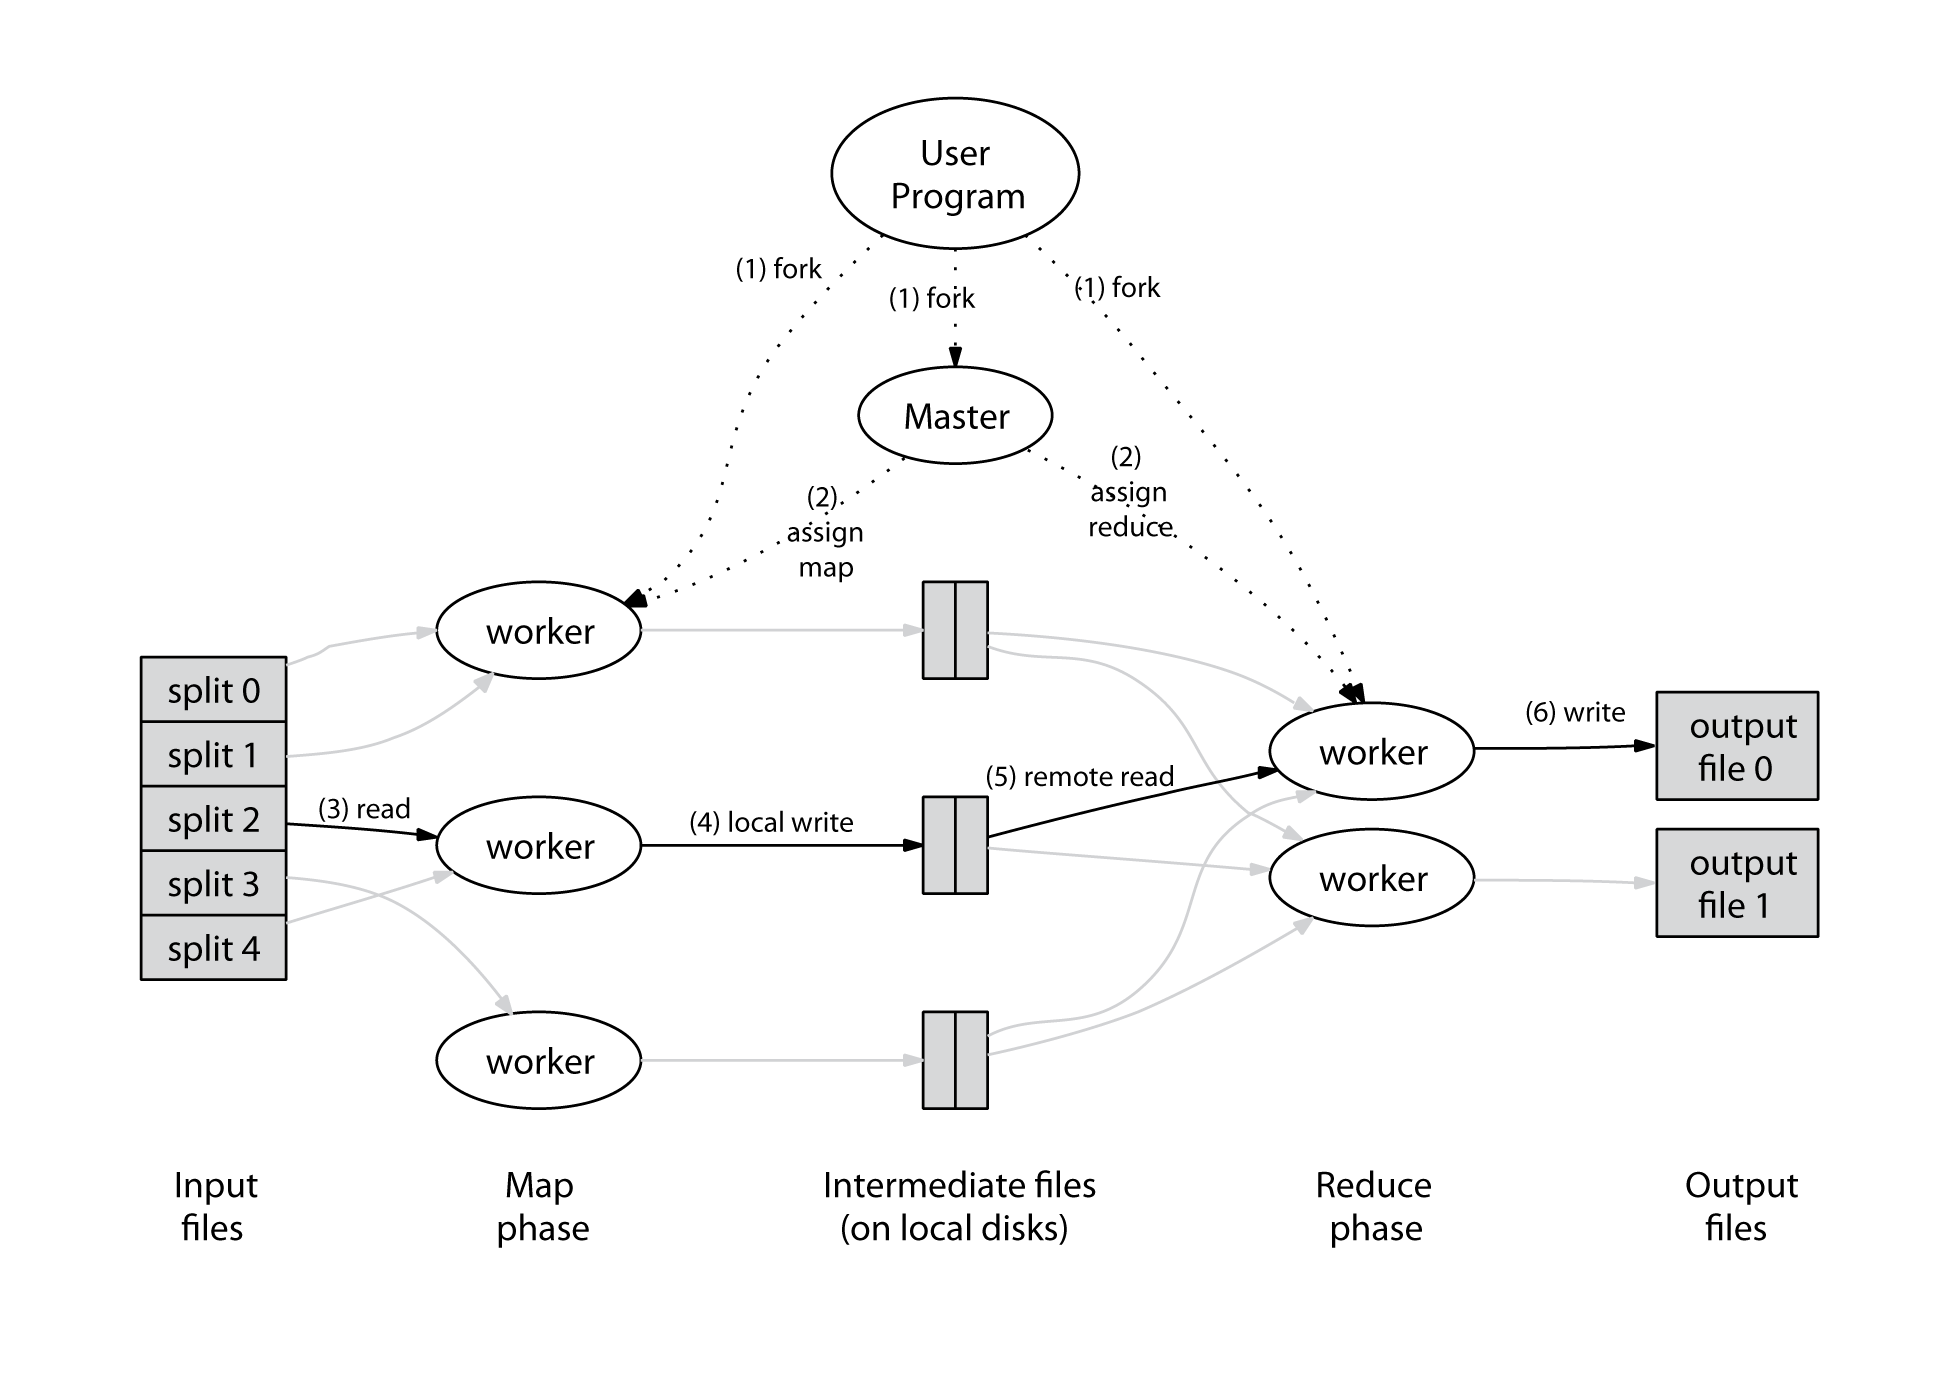 User
Program
(1) fork
(1) fork
(1) fork
Master
(2)
assign
map
(2)
assign
reduce
split 0
split 1
split 2
split 3
split 4
(3) read
worker
worker
worker
(4) local write
(5) remote read
worker
worker
(6) write
output
file 0
output
file 1
Input
files
Map
phase
Intermediate files
(on local disks)
Reduce
phase
Output
files